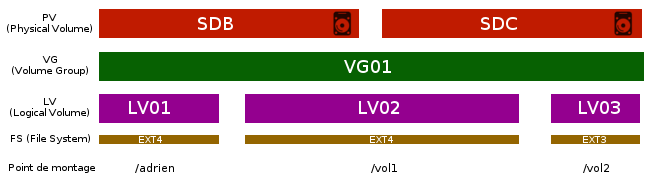 PV
(Physical Volume)
SDB
SDC
VG
(Volume Group)
VG01
LV
(Logical Volume)
LV01
LV02
LV03
FS (File System)
EXT4
EXT4
EXT3
Point de montage
/adrien
/vol1
/vol2